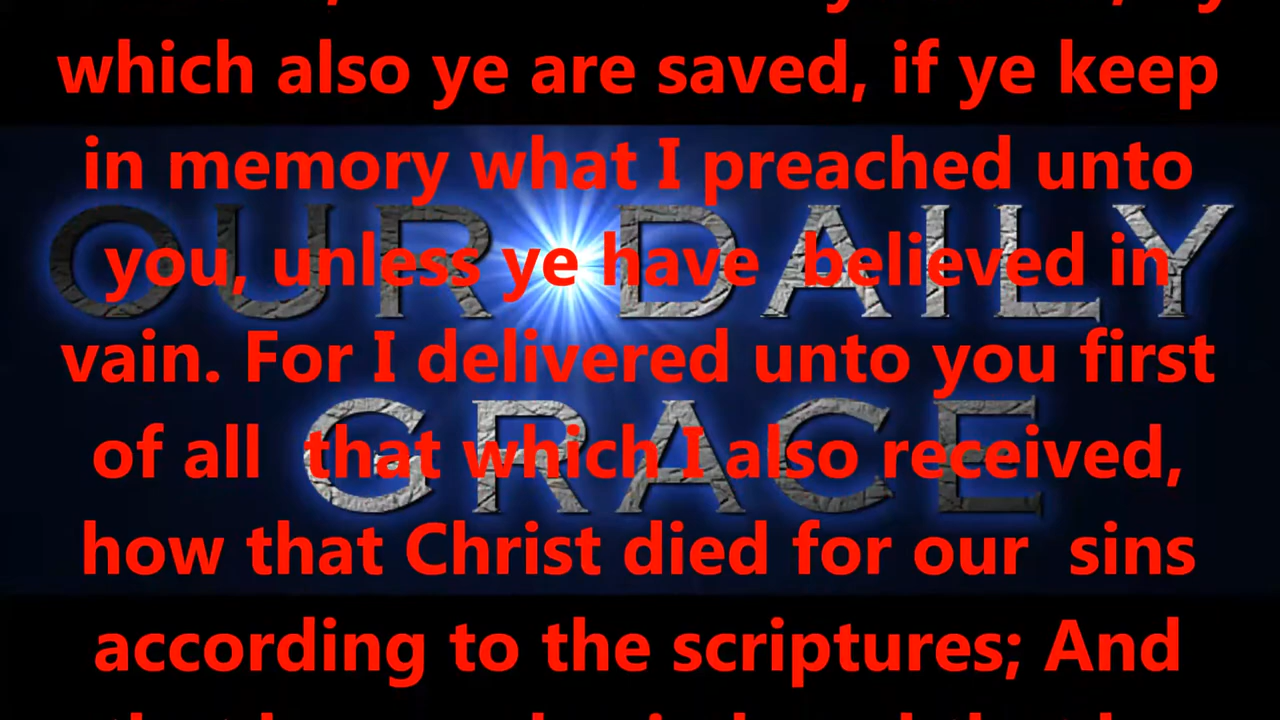 which also ye are saved, if ye keep
in memory what I preached unto
OUR DAILY
you, unless ye have believed in
vain. For I delivered unto you first
GRACE
of all that which I also received,
how that Christ died for our sins
according to the scriptures; And